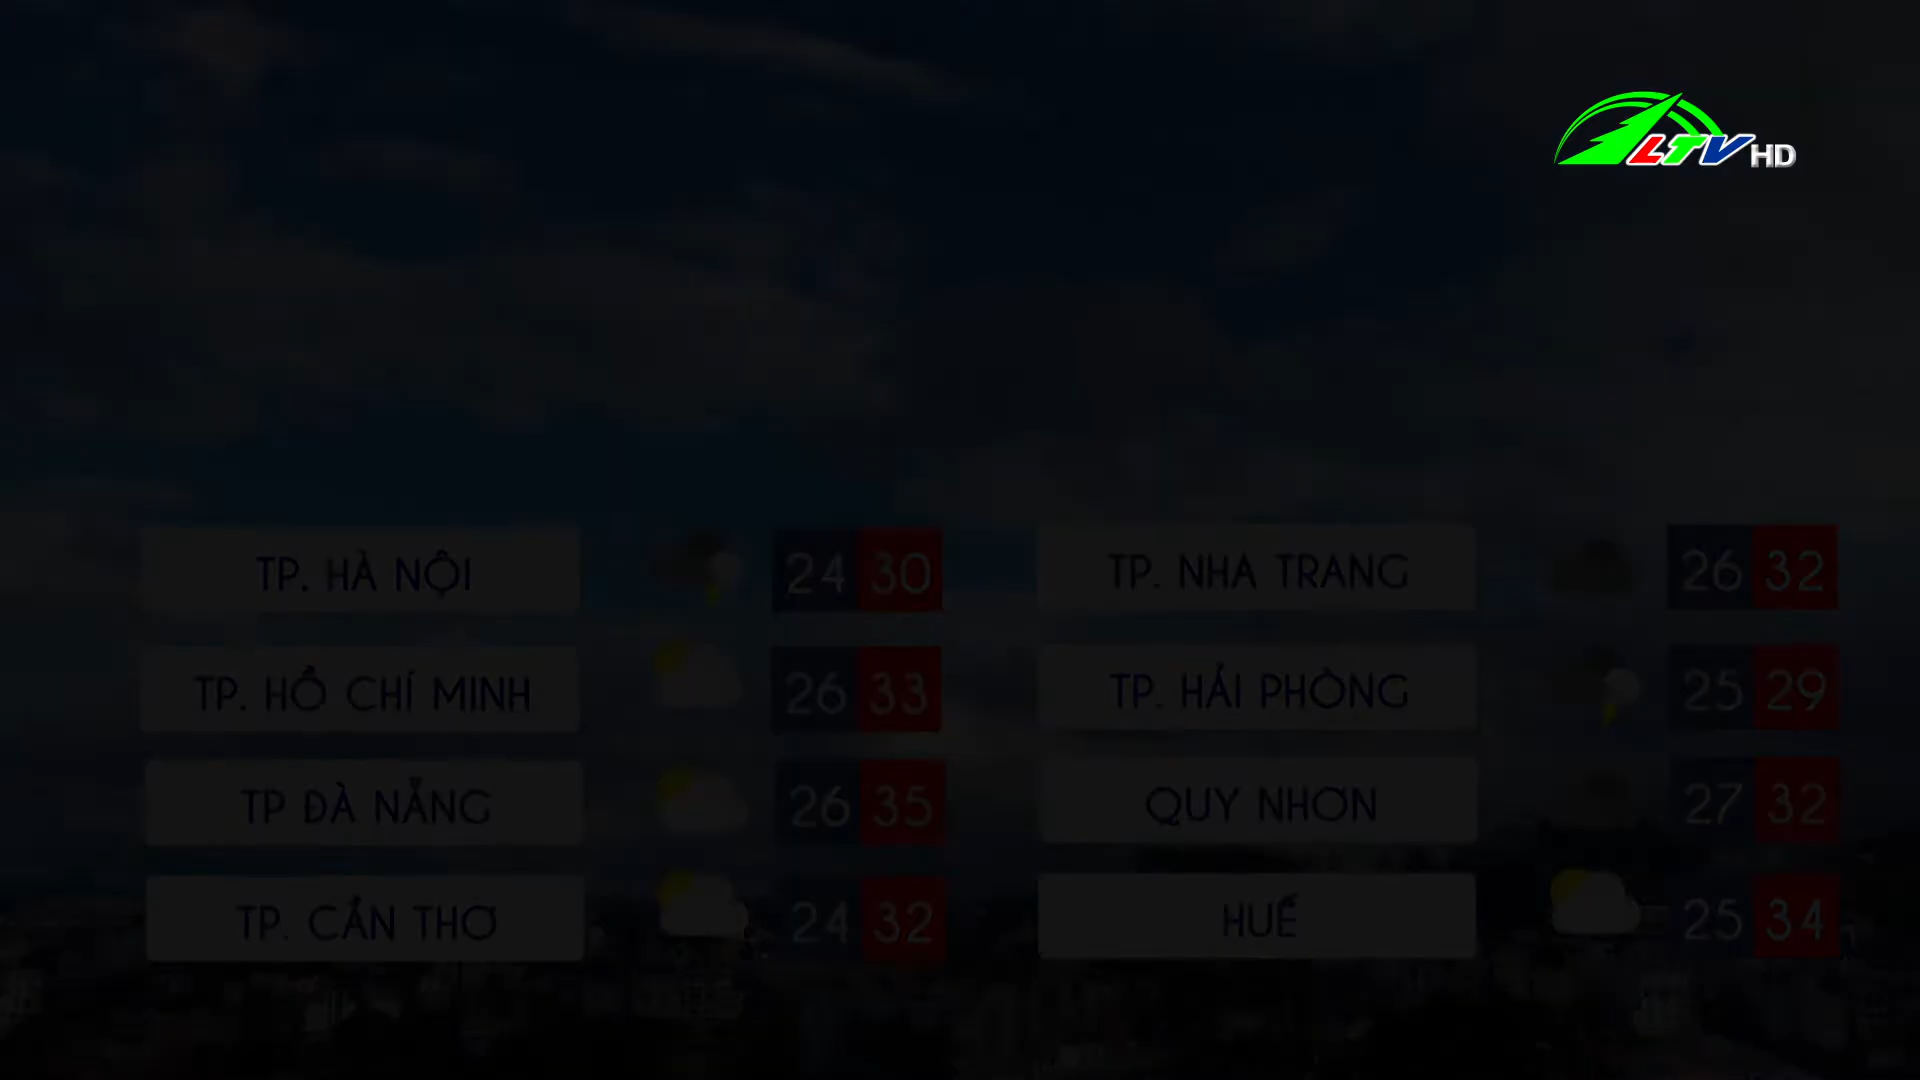 LTV HD
TP. HÀ NỘI 24 30
TP. HỒ CHÍ MINH 26 33
TP ĐÀ NẴNG 26 35
TP. CẦN THƠ 24 32
TP. NHA TRANG 26 32
TP. HẢI PHÒNG 25 29
QUY NHƠN 27 32
HUẾ 25 34